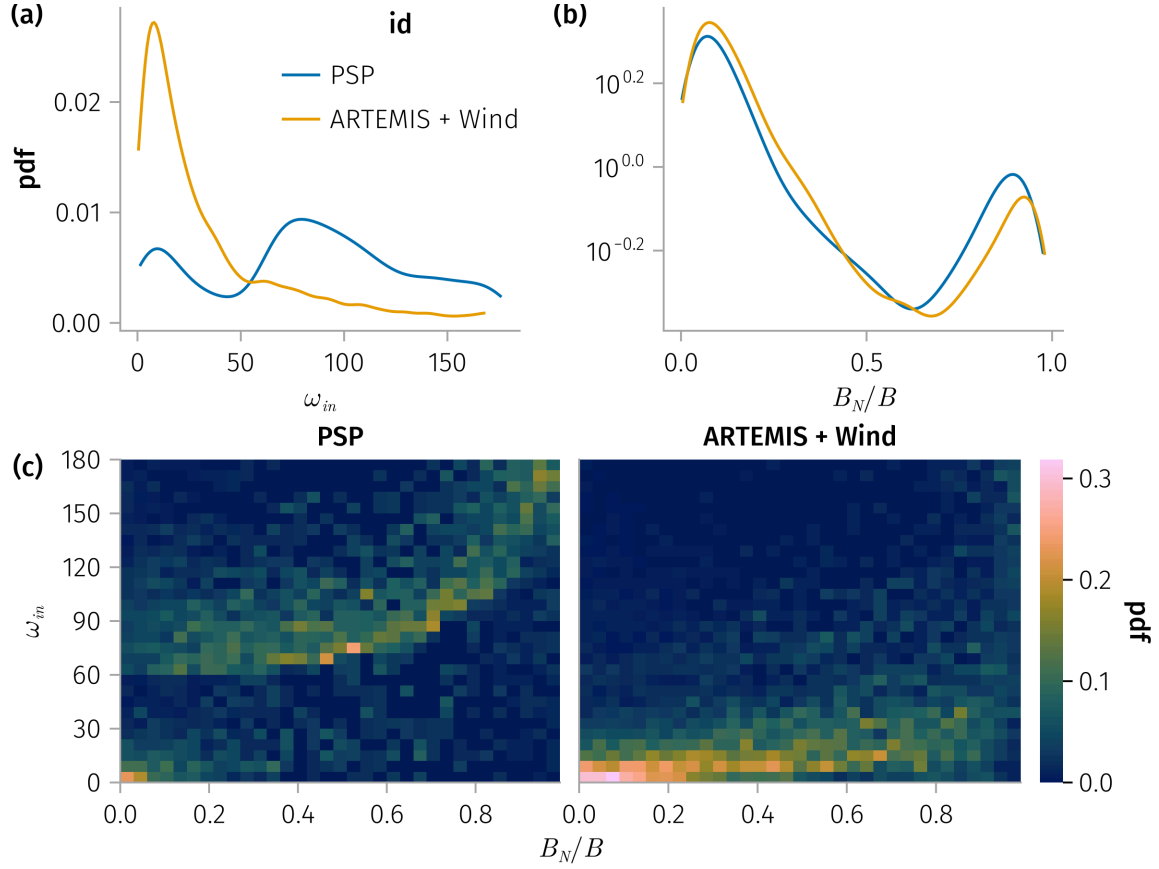 (a)
id
PSP
ARTEMIS + Wind
pdf
0.02
0.01
0.00
0 50 100 150
ω_in
(b)
10^0.2
10^0.0
10^−0.2
0.0 0.5 1.0
B_N/B
(c)
PSP
ARTEMIS + Wind
180
150
120
90
60
30
0
ω_in
0.0 0.2 0.4 0.6 0.8
0.0 0.2 0.4 0.6 0.8
B_N/B
0.3
0.2
0.1
0.0
pdf